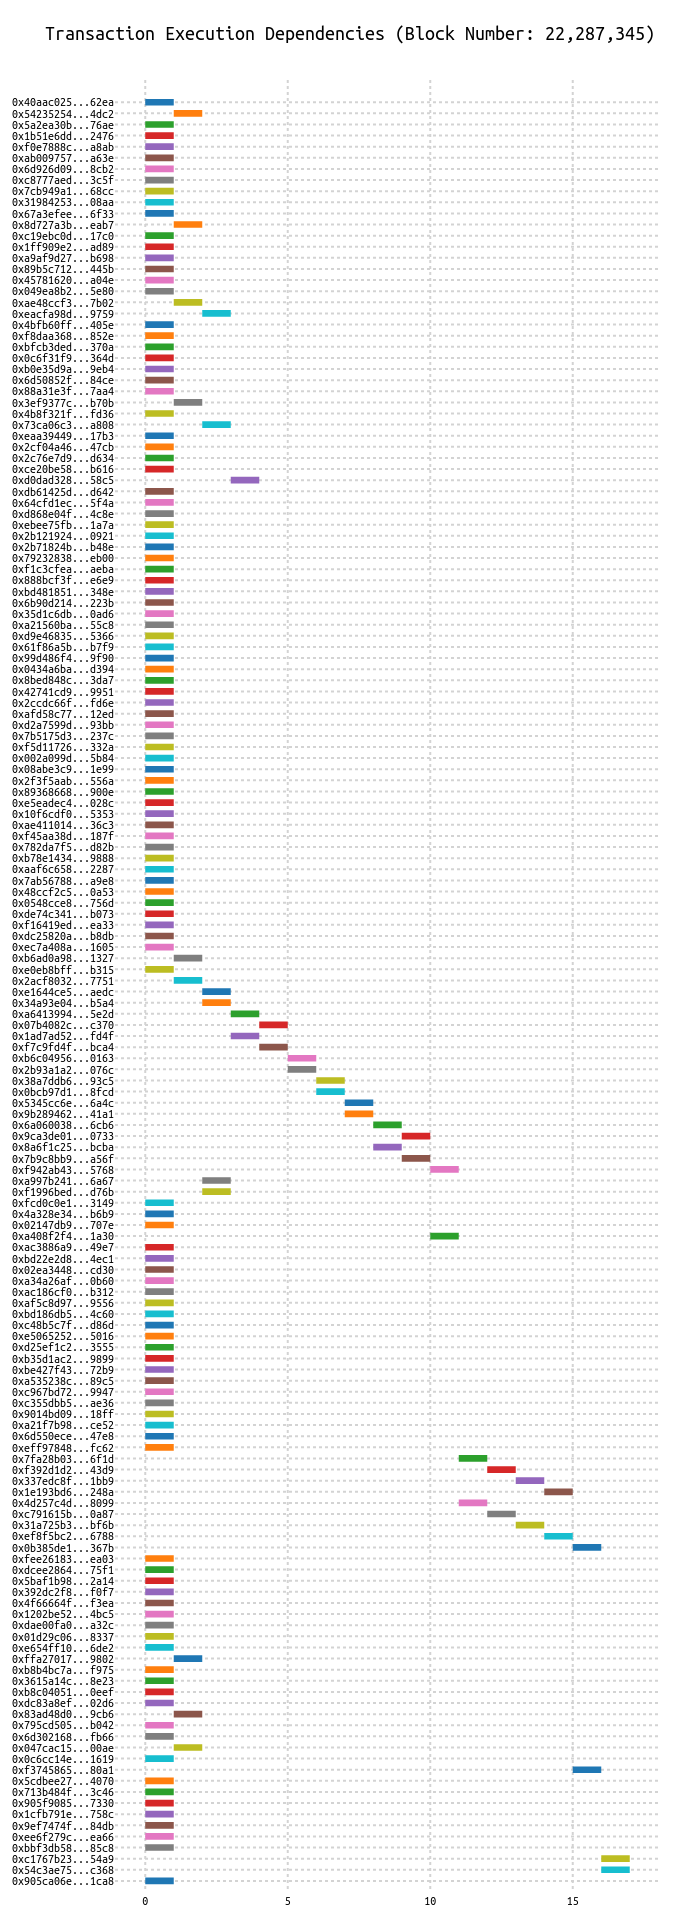 Transaction Execution Dependencies (Block Number: 22,287,345)
0x40aac025...62ea
0x54235254...4dc2
0x5a2ea30b...76ae
0x1b51e6dd...2476
0xf0e7888c...a8ab
0xab009757...a63e
0x6d926d09...8cb2
0xc8777aed...3c5f
0x7cb949a1...68cc
0x31984253...08aa
0x67a3efee...6f33
0x8d727a3b...eab7
0xc19ebc0d...17c0
0x1ff909e2...ad89
0xa9af9d27...b698
0x89b5c712...445b
0x45781620...a04e
0x049ea8b2...5e80
0xae48ccf3...7b02
0xeacfa98d...9759
0x4bfb60ff...405e
0xf8daa368...852e
0xbfcb3ded...370a
0x0c6f31f9...364d
0xb0e35d9a...9eb4
0x6d50852f...84ce
0x88a31e3f...7aa4
0x3ef9377c...b70b
0x4b8f321f...fd36
0x73ca06c3...a808
0xeaa39449...17b3
0x2cf04a46...47cb
0x2c76e7d9...d634
0xce20be58...b616
0xd0dad328...58c5
0xdb61425d...d642
0x64cfd1ec...5f4a
0xd868e04f...4c8e
0xebee75fb...1a7a
0x2b121924...0921
0x2b71824b...b48e
0x79232838...eb00
0xf1c3cfea...aeba
0x888bcf3f...e6e9
0xbd481851...348e
0x6b90d214...223b
0x35d1c6db...0ad6
0xa21560ba...55c8
0xd9e46835...5366
0x61f86a5b...b7f9
0x99d486f4...9f90
0x0434a6ba...d394
0x8bed848c...3da7
0x42741cd9...9951
0x2ccdc66f...fd6e
0xafd58c77...12ed
0xd2a7599d...93bb
0x7b5175d3...237c
0xf5d11726...332a
0x002a099d...5b84
0x08abe3c9...1e99
0x2f3f5aab...556a
0x89368668...900e
0xe5eadec4...028c
0x10f6cdf0...5353
0xae411014...36c3
0xf45aa38d...187f
0x782da7f5...d82b
0xb78e1434...9888
0xaaf6c658...2287
0x7ab56788...a9e8
0x48ccf2c5...0a53
0x0548cce8...756d
0xde74c341...b073
0xf16419ed...ea33
0xdc25820a...b8db
0xec7a408a...1605
0xb6ad0a98...1327
0xe0eb8bff...b315
0x2acf8032...7751
0xe1644ce5...aedc
0x34a93e04...b5a4
0xa6413994...5e2d
0x07b4082c...c370
0x1ad7ad52...fd4f
0xf7c9fd4f...bca4
0xb6c04956...0163
0x2b93a1a2...076c
0x38a7ddb6...93c5
0x0bcb97d1...8fcd
0x5345cc6e...6a4c
0x9b289462...41a1
0x6a060038...6cb6
0x9ca3de01...0733
0x8a6f1c25...bcba
0x7b9c8bb9...a56f
0xf942ab43...5768
0xa997b241...6a67
0xf1996bed...d76b
0xfcd0c0e1...3149
0x4a328e34...b6b9
0x02147db9...707e
0xa408f2f4...1a30
0xac3886a9...49e7
0xbd22e2d8...4ec1
0x02ea3448...cd30
0xa34a26af...0b60
0xac186cf0...b312
0xaf5c8d97...9556
0xbd186db5...4c60
0xc48b5c7f...d86d
0xe5065252...5016
0xd25ef1c2...3555
0xb35d1ac2...9899
0xbe427f43...72b9
0xa535238c...89c5
0xc967bd72...9947
0xc355dbb5...ae36
0x9014bd09...18ff
0xa21f7b98...ce52
0x6d550ece...47e8
0xeff97848...fc62
0x7fa28b03...6f1d
0xf392d1d2...43d9
0x337edc8f...1bb9
0x1e193bd6...248a
0x4d257c4d...8099
0xc791615b...0a87
0x31a725b3...bf6b
0xef8f5bc2...6788
0x0b385de1...367b
0xfee26183...ea03
0xdcee2864...75f1
0x5baf1b98...2a14
0x392dc2f8...f0f7
0x4f66664f...f3ea
0x1202be52...4bc5
0xdae00fa0...a32c
0x01d29c06...8337
0xe654ff10...6de2
0xffa27017...9802
0xb8b4bc7a...f975
0x3615a14c...8e23
0xb8c04051...0eef
0xdc83a8ef...02d6
0x83ad48d0...9cb6
0x795cd505...b042
0x6d302168...fb66
0x047cac15...00ae
0x0c6cc14e...1619
0xf3745865...80a1
0x5cdbee27...4070
0x713b484f...3c46
0x905f9085...7330
0x1cfb791e...758c
0x9ef7474f...84db
0xee6f279c...ea66
0xbbf3db58...85c8
0xc1767b23...54a9
0x54c3ae75...c368
0x905ca06e...1ca8
0 5 10 15